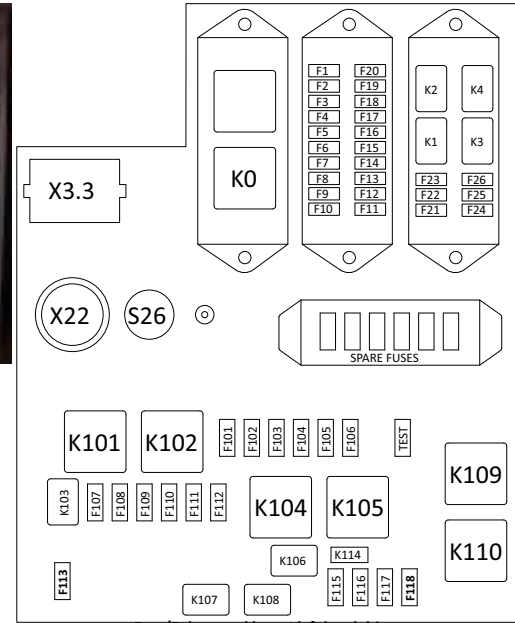 F1 F20
F2 F19
F3 F18
F4 F17
F5 F16
F6 F15
F7 F14
F8 F13
F9 F12
F10 F11
K2 K4
K1 K3
F23 F26
F22 F25
F21 F24
K0
X3.3
X22 S26
SPARE FUSES
K101 K102 F101 F102 F103 F104 F105 F106 TEST
K103 F107 F108 F109 F110 F111 F112
K104 K105
K109
K110
K106 K114
F113
F115 F116 F117 F118
K107 K108